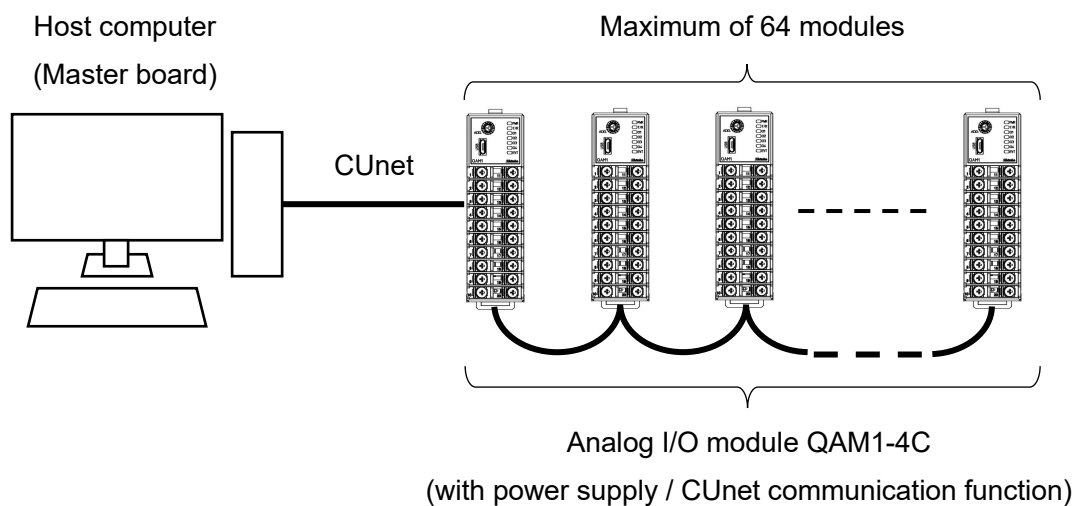 Host computer
(Master board)
Maximum of 64 modules
CUnet
Analog I/O module QAM1-4C
(with power supply / CUnet communication function)